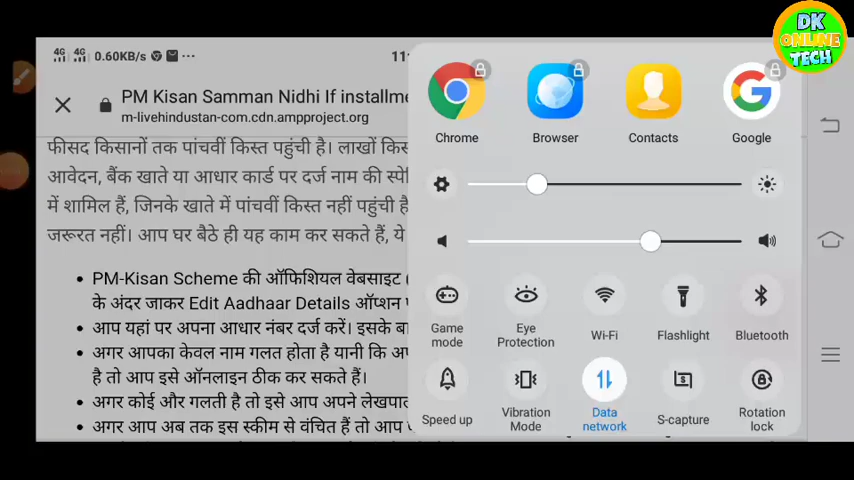 DK
ONLINE
TECH
4G 4G 0.60KB/s
11:
PM Kisan Samman Nidhi If installme
m-livehindustan-com.cdn.ampproject.org
फीसद किसानों तक पांचवीं किस्त पहुंची है। लाखों किस
आवेदन, बैंक खाते या आधार कार्ड पर दर्ज नाम की स्पे
में शामिल हैं, जिनके खाते में पांचवीं किस्त नहीं पहुंची है
जरूरत नहीं। आप घर बैठे ही यह काम कर सकते हैं, ये
• PM-Kisan Scheme की ऑफिशियल वेबसाइट (
के अंदर जाकर Edit Aadhaar Details ऑप्शन प
• आप यहां पर अपना आधार नंबर दर्ज करें। इसके बा
• अगर आपका केवल नाम गलत होता है यानी कि अप
है तो आप इसे ऑनलाइन ठीक कर सकते हैं।
• अगर कोई और गलती है तो इसे आप अपने लेखपाल
• अगर आप अब तक इस स्कीम से वंचित हैं तो आप प
Chrome Browser Contacts Google
Game mode
Eye Protection
Wi-Fi
Flashlight
Bluetooth
Speed up
Vibration Mode
Data network
S-capture
Rotation lock